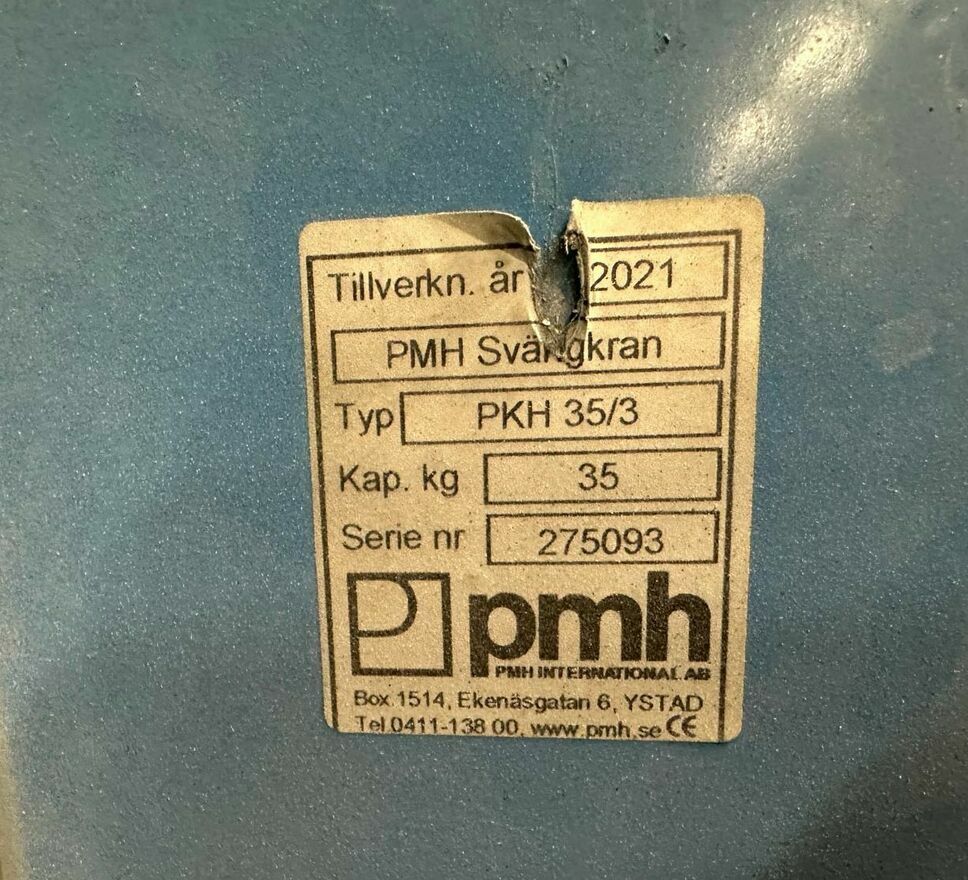 Tillverkn. år 2021
PMH Svängkran
Typ PKH 35/3
Kap. kg 35
Serie nr 275093
pmh
PMH INTERNATIONAL AB
Box 1514, Ekenäsgatan 6, YSTAD
Tel 0411-138 00, www.pmh.se CE